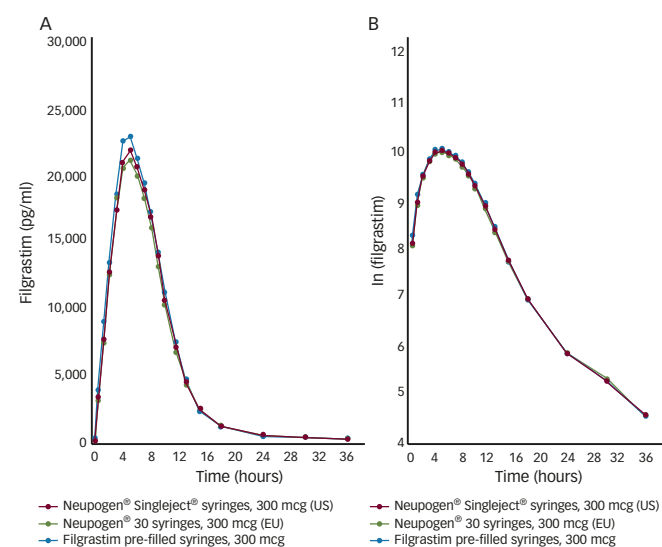 A
30,000
25,000
20,000
15,000
10,000
5,000
0
Filgrastim (pg/ml)
0 4 6 8 12 16 20 24 28 32 36
Time (hours)
Neupogen® Singleject® syringes, 300 mcg (US)
Neupogen® 30 syringes, 300 mcg (EU)
Filgrastim pre-filled syringes, 300 mcg
B
12
11
10
9
8
7
6
5
4
ln (filgrastim)
0 4 8 12 16 20 24 28 32 36
Time (hours)
Neupogen® Singleject® syringes, 300 mcg (US)
Neupogen® 30 syringes, 300 mcg (EU)
Filgrastim pre-filled syringes, 300 mcg